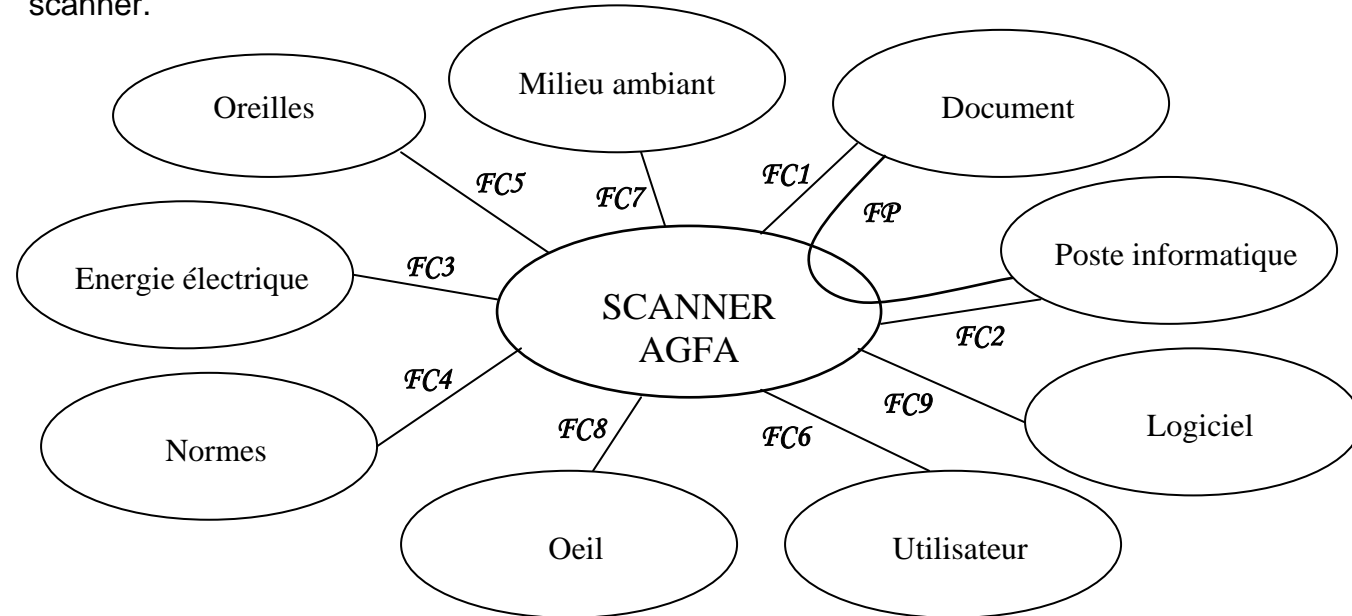 scanner.
Milieu ambiant
Oreilles
Document
FC5
FC7
FC1
FP
Energie électrique
FC3
Poste informatique
SCANNER
AGFA
FC2
FC4
FC9
Normes
FC8
FC6
Logiciel
Oeil
Utilisateur